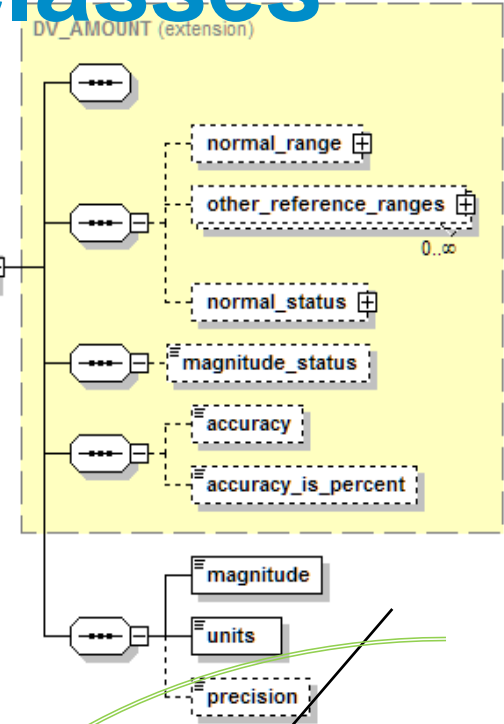 DV_AMOUNT (extension)
normal_range
other_reference_ranges
0..∞
normal_status
magnitude_status
accuracy
accuracy_is_percent
magnitude
units
precision